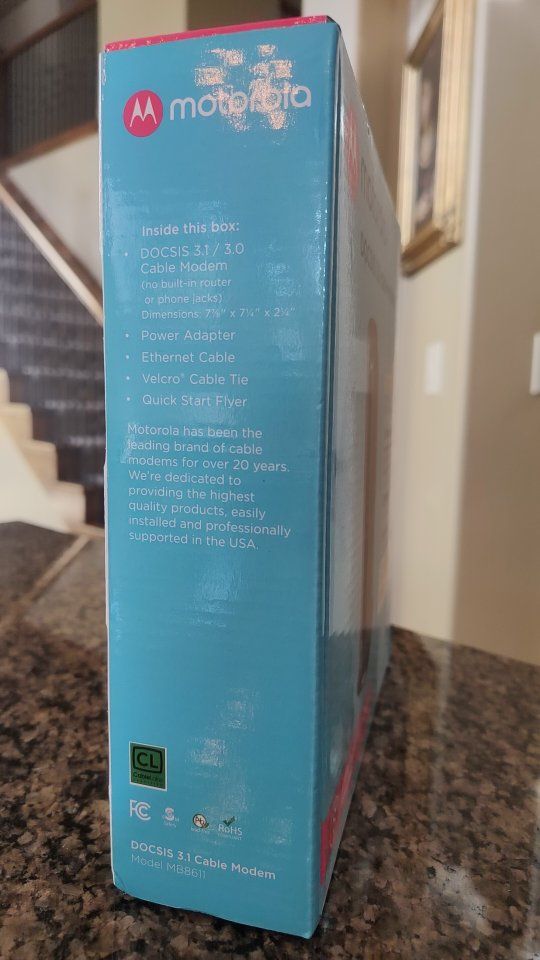 motorola
Inside this box:
• DOCSIS 3.1 / 3.0
Cable Modem
(no built-in router
or phone jacks)
Dimensions: 7⅛" x 7¼" x 2¼"
• Power Adapter
• Ethernet Cable
• Velcro® Cable Tie
• Quick Start Flyer
Motorola has been the
leading brand of cable
modems for over 20 years.
We're dedicated to
providing the highest
quality products, easily
installed and professionally
supported in the USA.
CL
CableLabs
FC
RoHS
DOCSIS 3.1 Cable Modem
Model MB8611